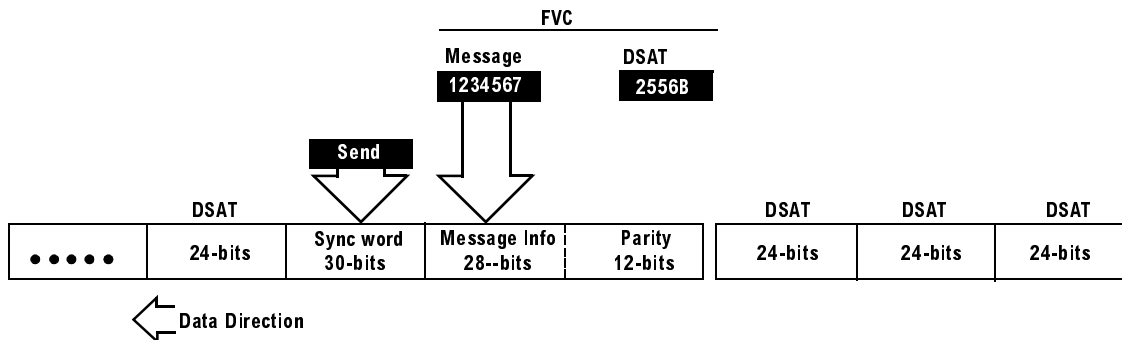 FVC
Message DSAT
1234567 2556B
Send
DSAT DSAT DSAT DSAT
••••• 24-bits Sync word 30-bits Message Info 28--bits Parity 12-bits 24-bits 24-bits 24-bits
Data Direction